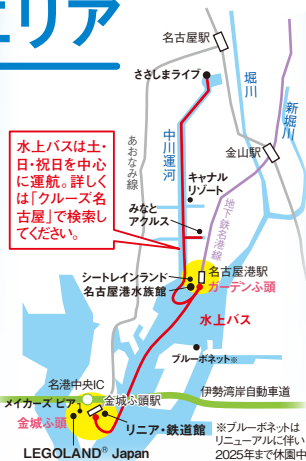 エリア
名古屋駅
ささしまライブ
堀川
新堀川
あおなみ線
中川運河
金山駅
水上バスは土・
日・祝日を中心
に運航。詳しく
は「クルーズ名
古屋」で検索し
てください。
キャナル
リゾート
みなと
アクルス
地下鉄名港線
シートレインランド
名古屋港水族館
名古屋港駅
ガーデンふ頭
水上バス
ブルーボネット※
名港中央IC
伊勢湾岸自動車道
メイカーズ ピア
金城ふ頭駅
金城ふ頭
リニア・鉄道館
LEGOLAND® Japan
※ブルーボネットは
リニューアルに伴い
2025年まで休園中